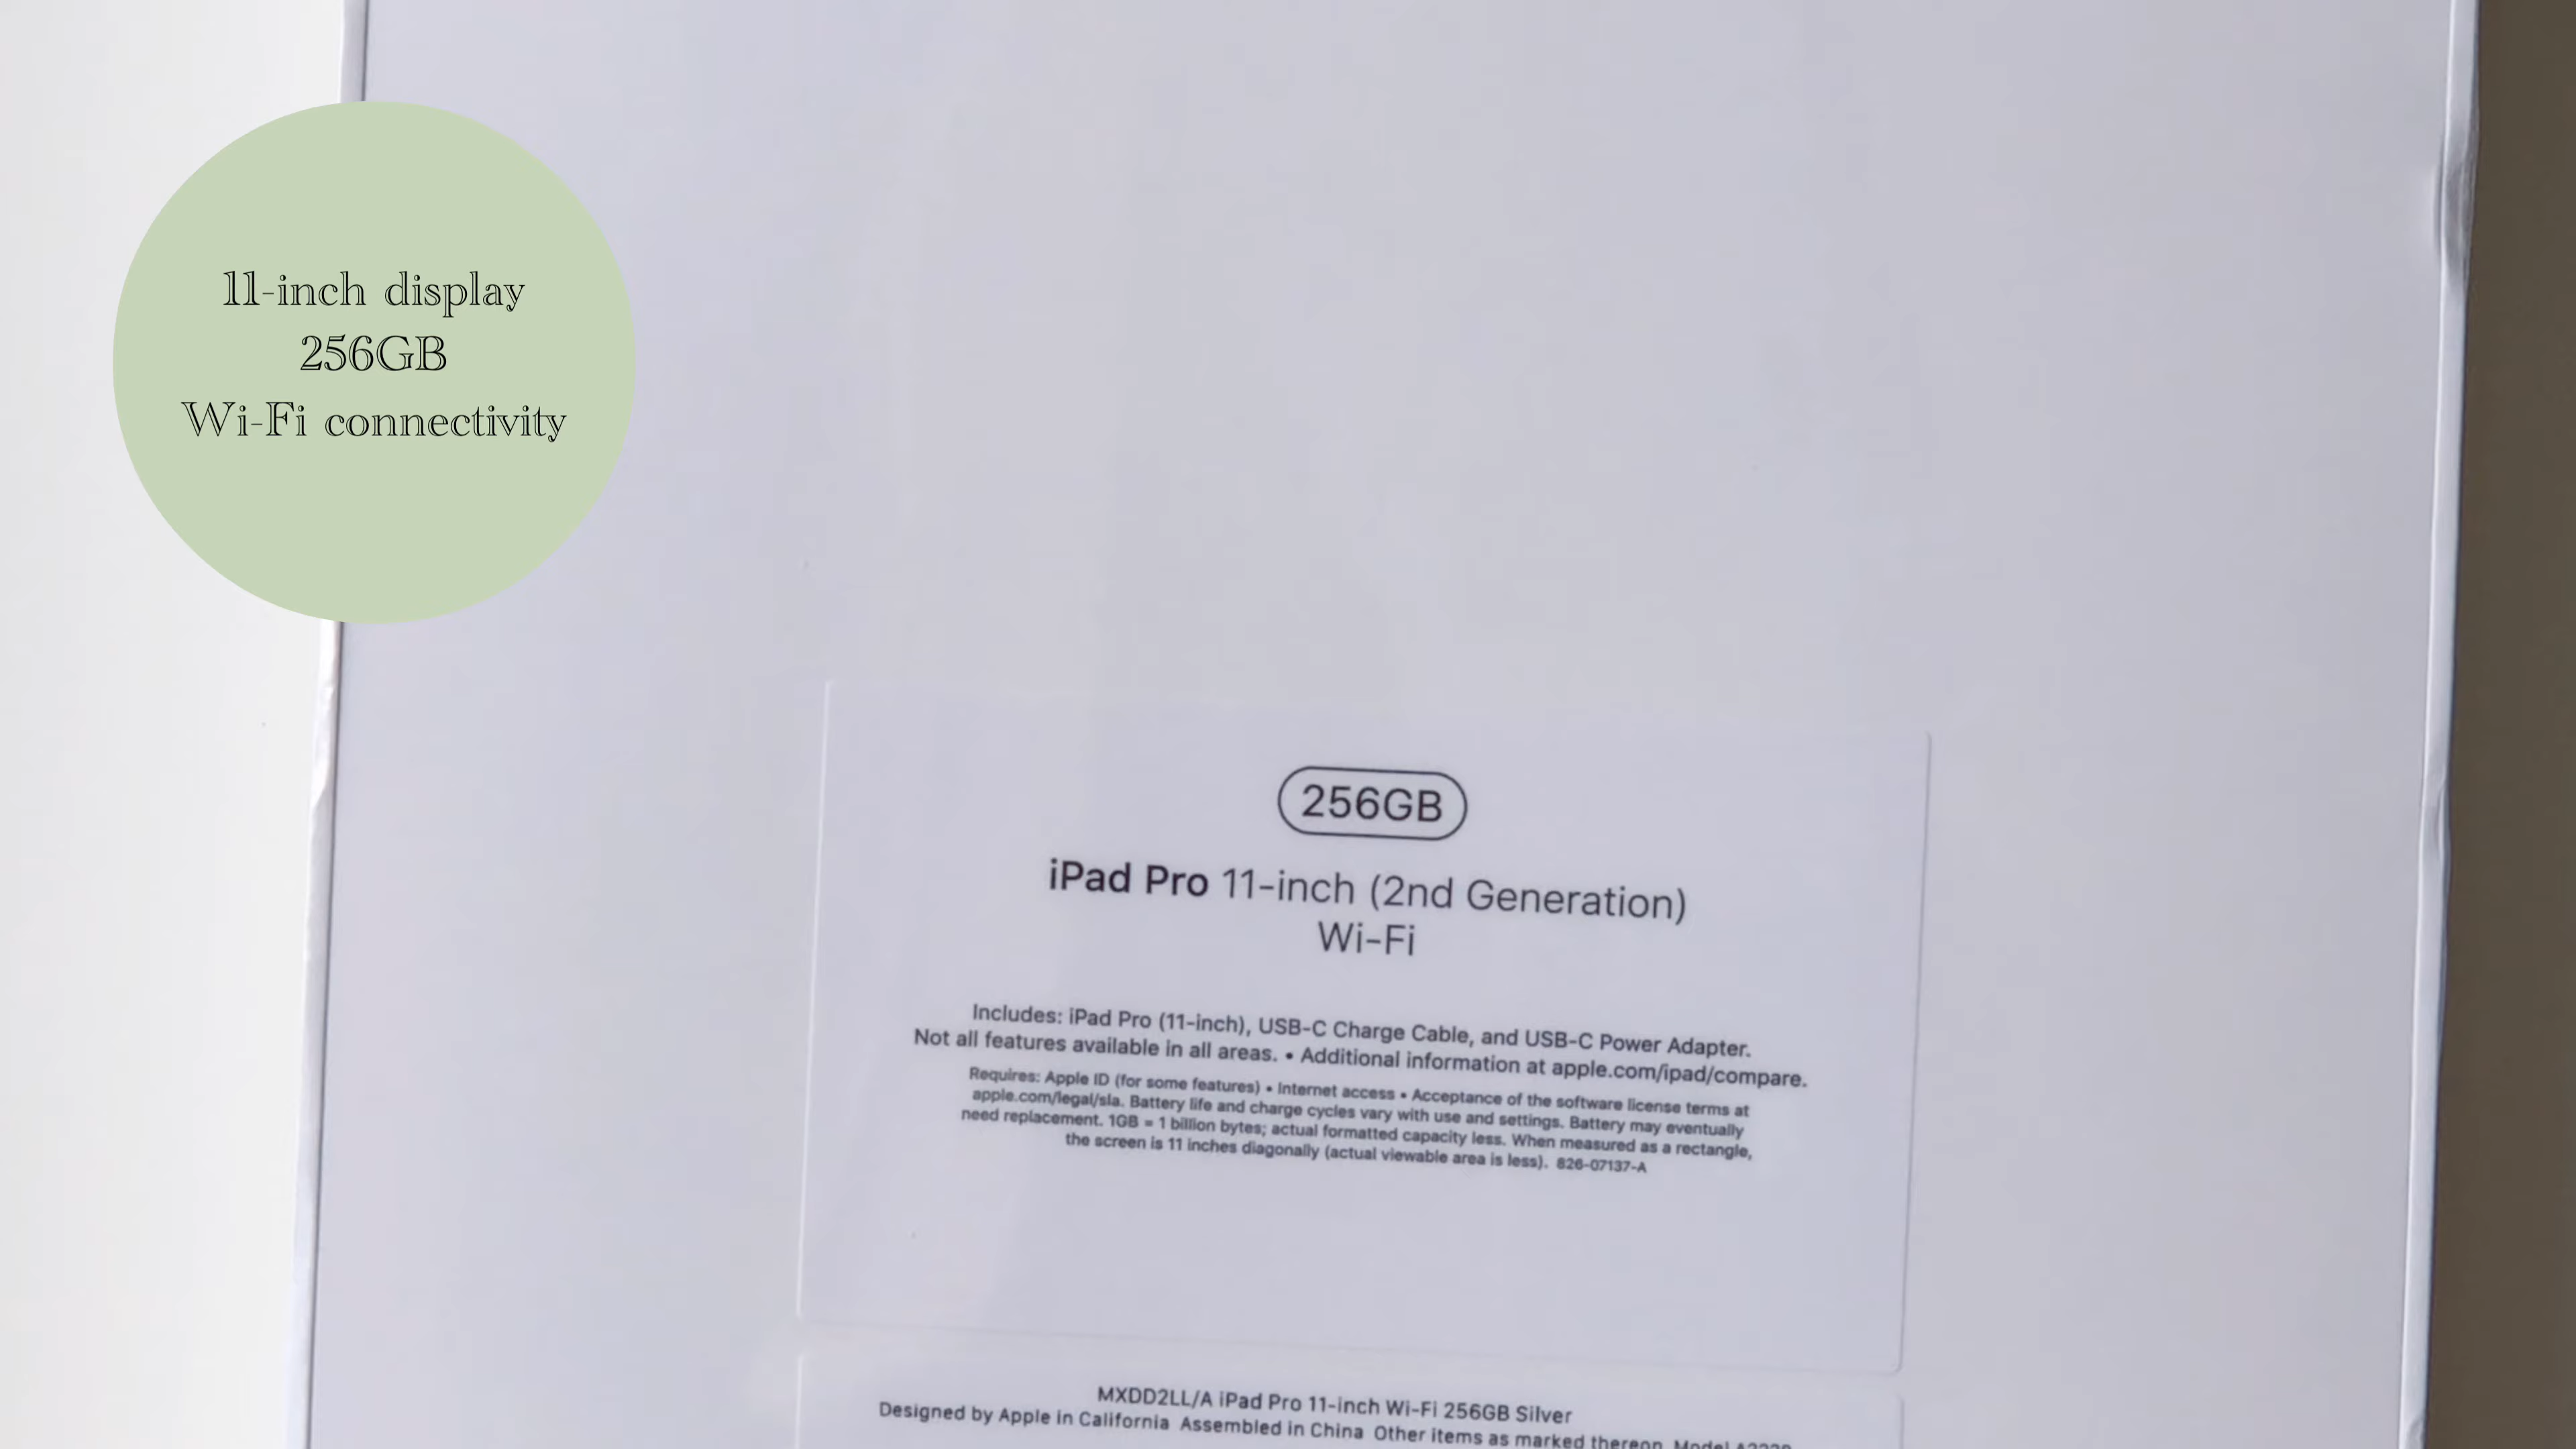 11-inch display
256GB
Wi-Fi connectivity
256GB
iPad Pro 11-inch (2nd Generation)
Wi-Fi
Includes: iPad Pro (11-inch), USB-C Charge Cable, and USB-C Power Adapter.
Not all features available in all areas. • Additional information at apple.com/ipad/compare.
Requires: Apple ID (for some features) • Internet access • Acceptance of the software license terms at
apple.com/legal/sla. Battery life and charge cycles vary with use and settings. Battery may eventually
need replacement. 1GB = 1 billion bytes; actual formatted capacity less. When measured as a rectangle,
the screen is 11 inches diagonally (actual viewable area is less). 826-07137-A
MXDD2LL/A iPad Pro 11-inch Wi-Fi 256GB Silver
Designed by Apple in California Assembled in China Other items as marked thereon Model